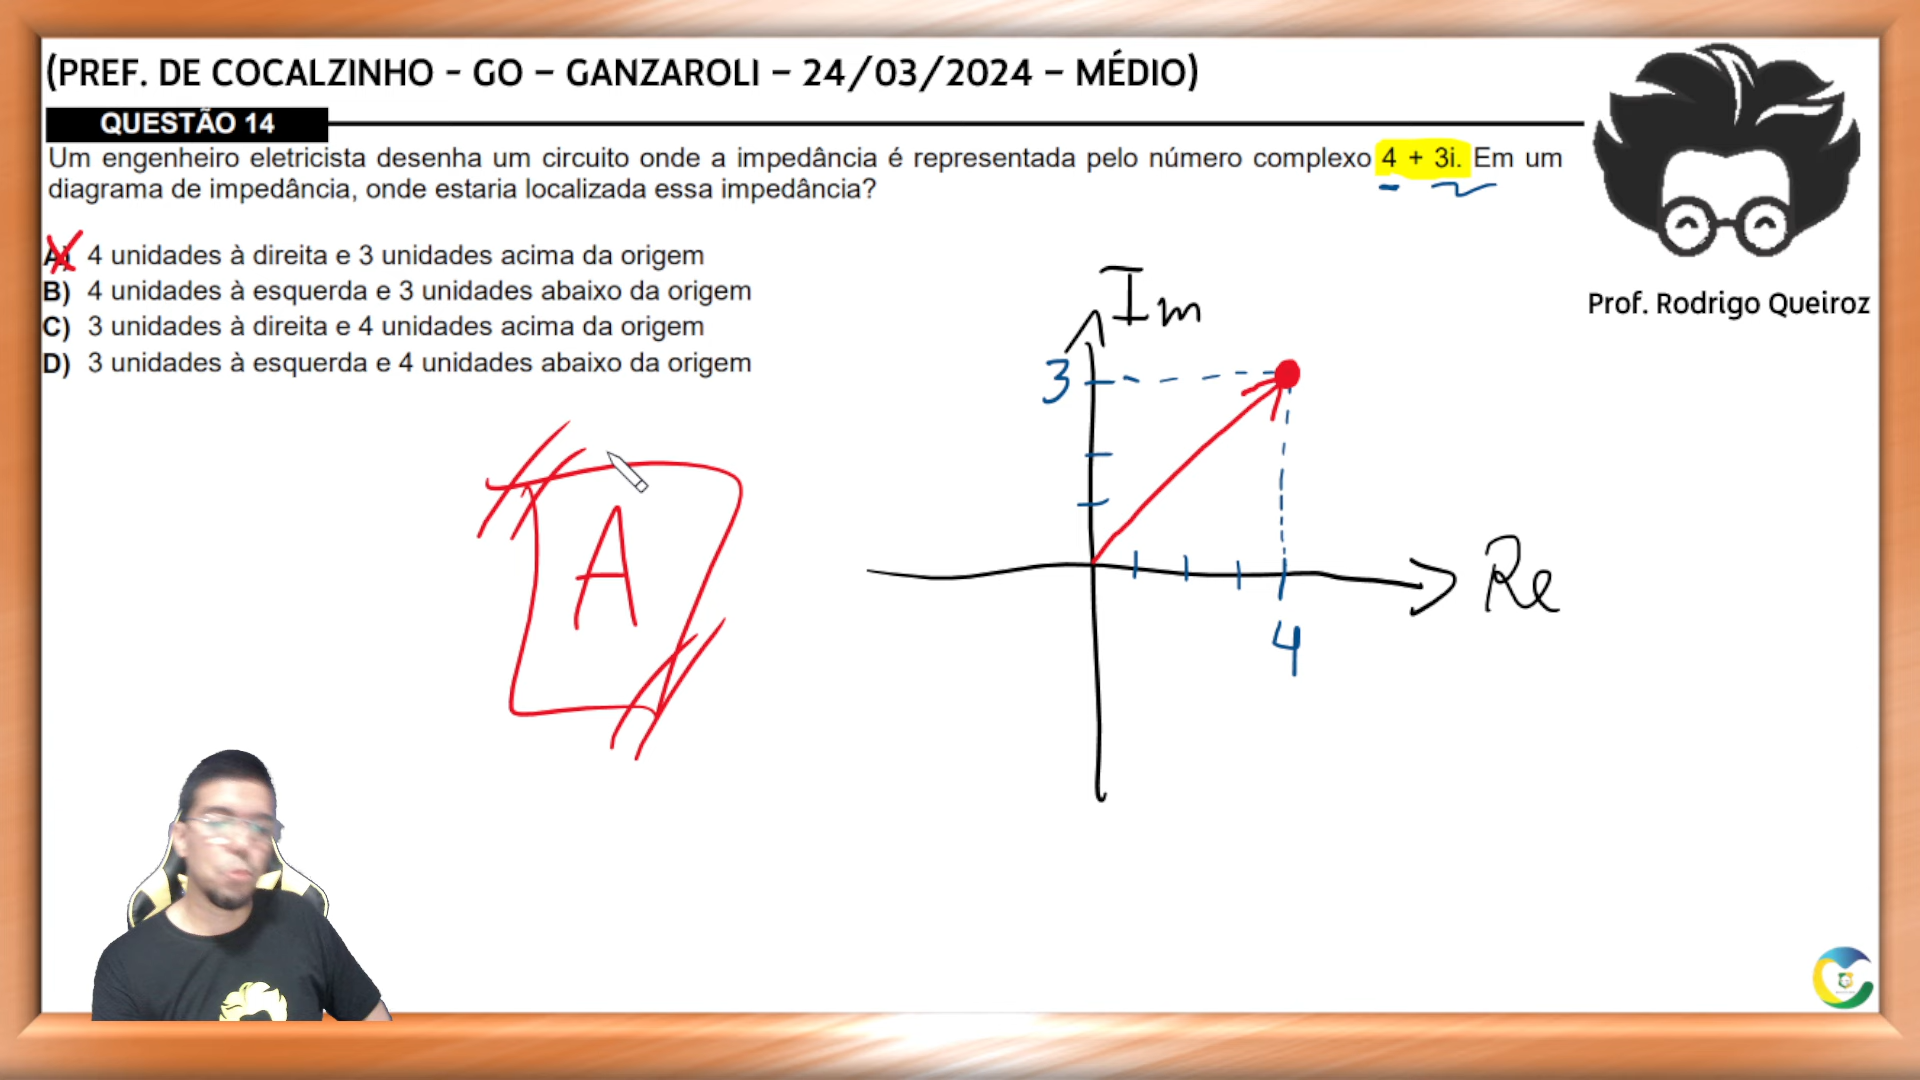 (PREF. DE COCALZINHO - GO – GANZAROLI – 24/03/2024 – MÉDIO)
QUESTÃO 14
Um engenheiro eletricista desenha um circuito onde a impedância é representada pelo número complexo 4 + 3i. Em um
diagrama de impedância, onde estaria localizada essa impedância?
A) 4 unidades à direita e 3 unidades acima da origem
B) 4 unidades à esquerda e 3 unidades abaixo da origem
C) 3 unidades à direita e 4 unidades acima da origem
D) 3 unidades à esquerda e 4 unidades abaixo da origem
Prof. Rodrigo Queiroz
Im
3
A
Re
4